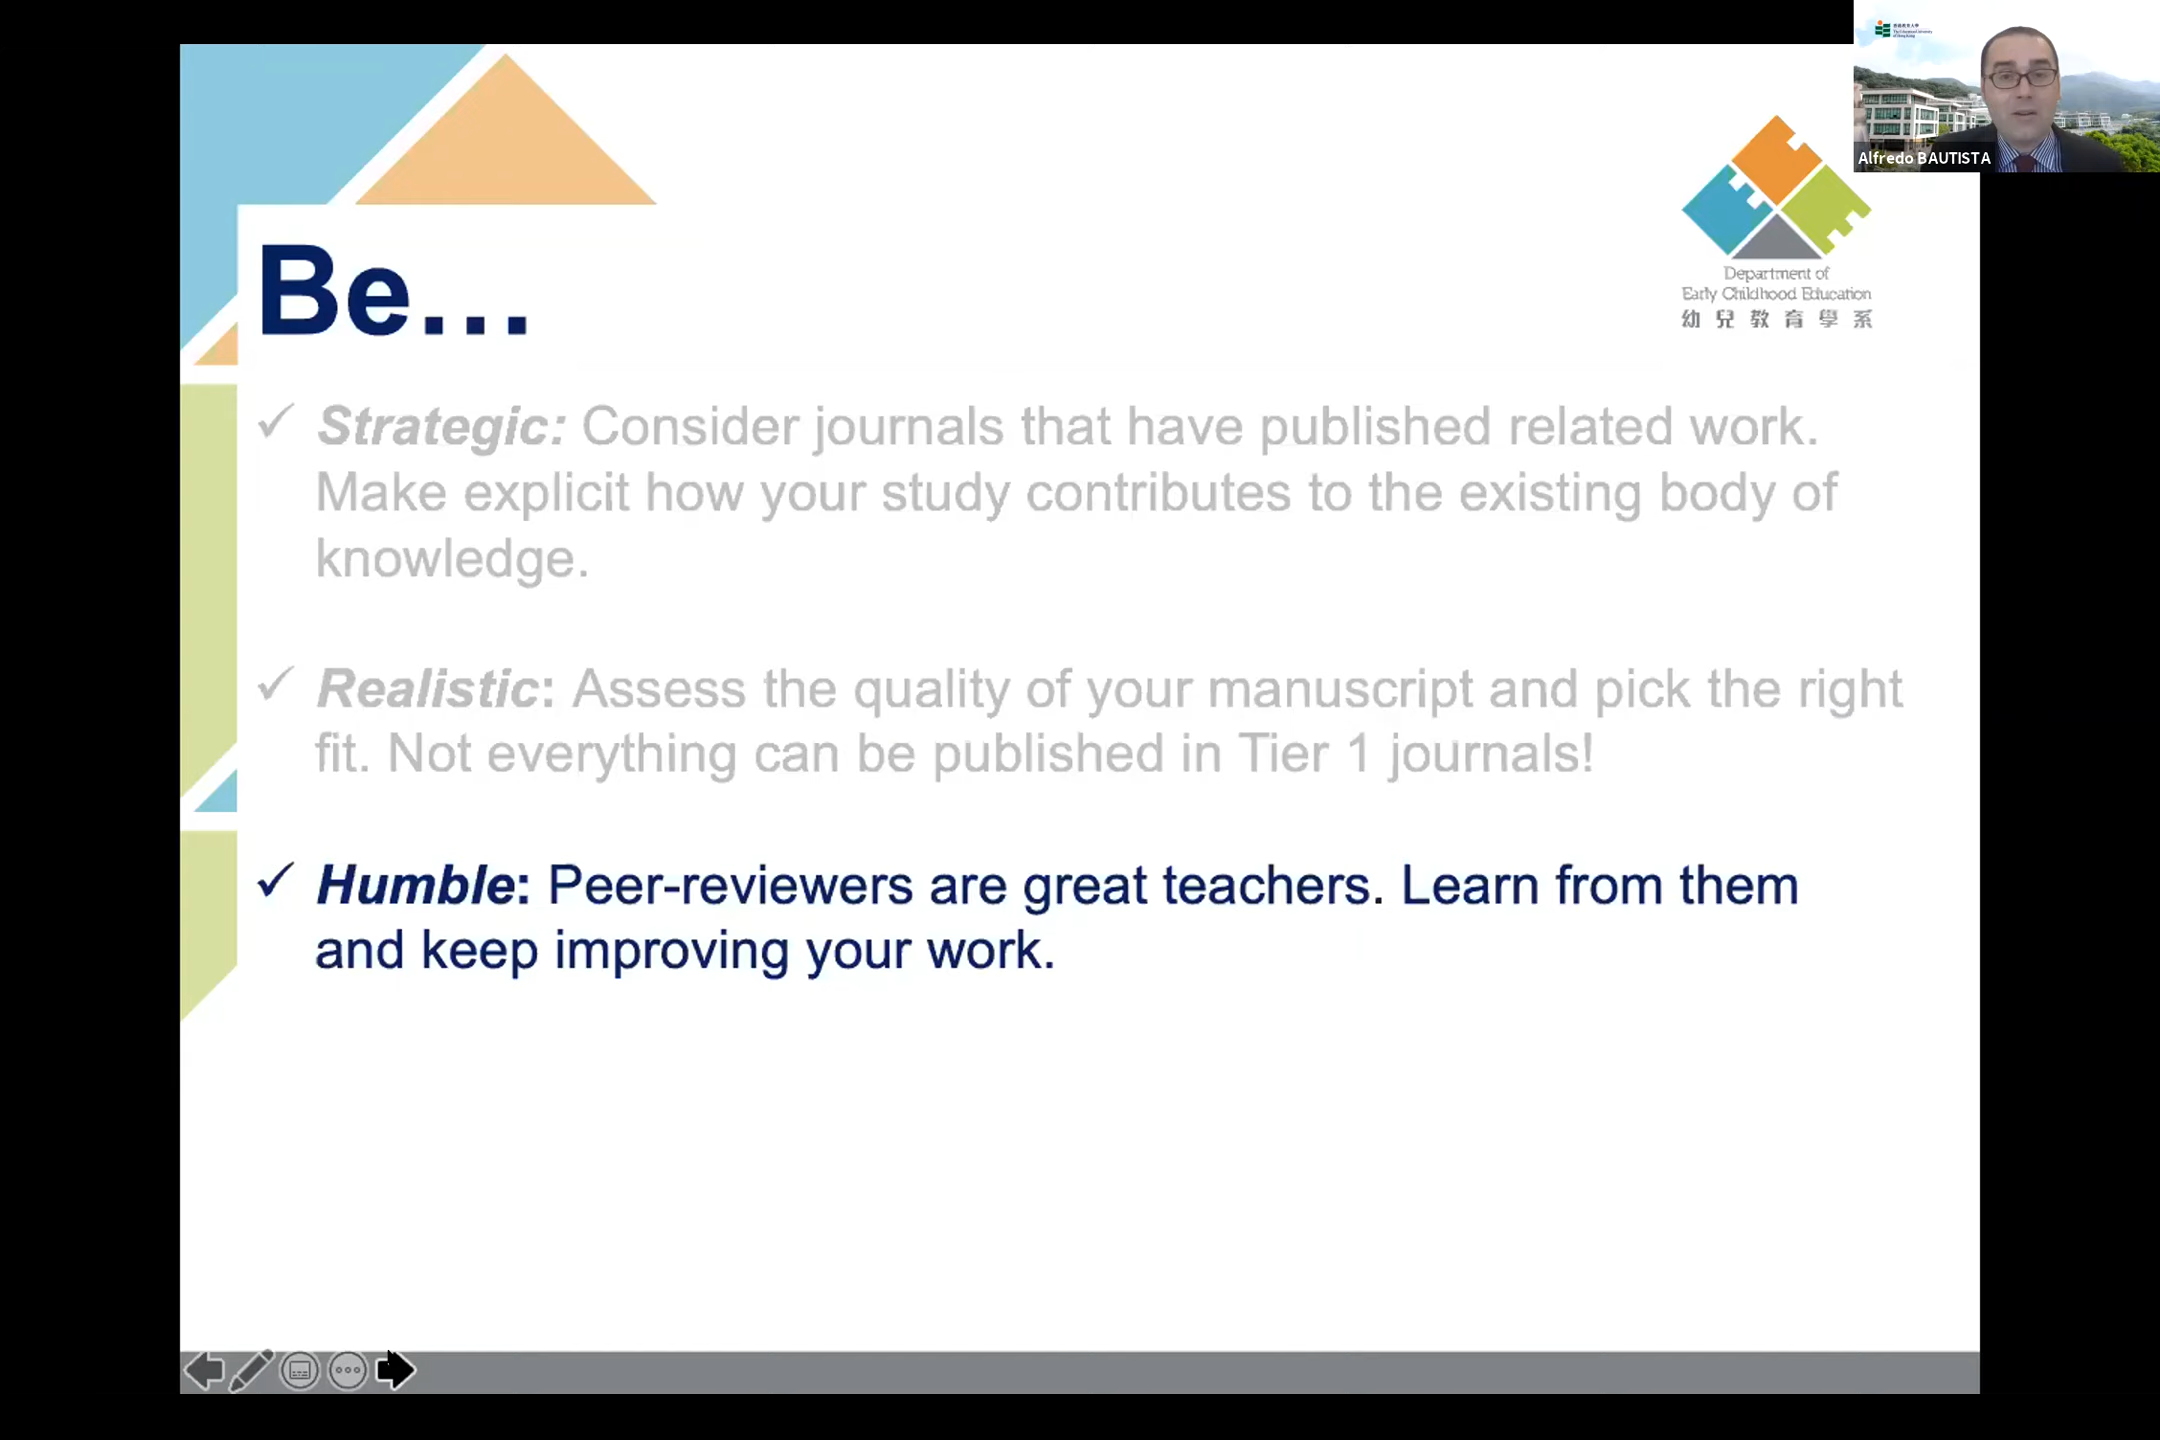 Be...
Department of
Early Childhood Education
幼兒教育學系
Alfredo BAUTISTA
✓ Strategic: Consider journals that have published related work.
Make explicit how your study contributes to the existing body of
knowledge.
✓ Realistic: Assess the quality of your manuscript and pick the right
fit. Not everything can be published in Tier 1 journals!
✓ Humble: Peer-reviewers are great teachers. Learn from them
and keep improving your work.